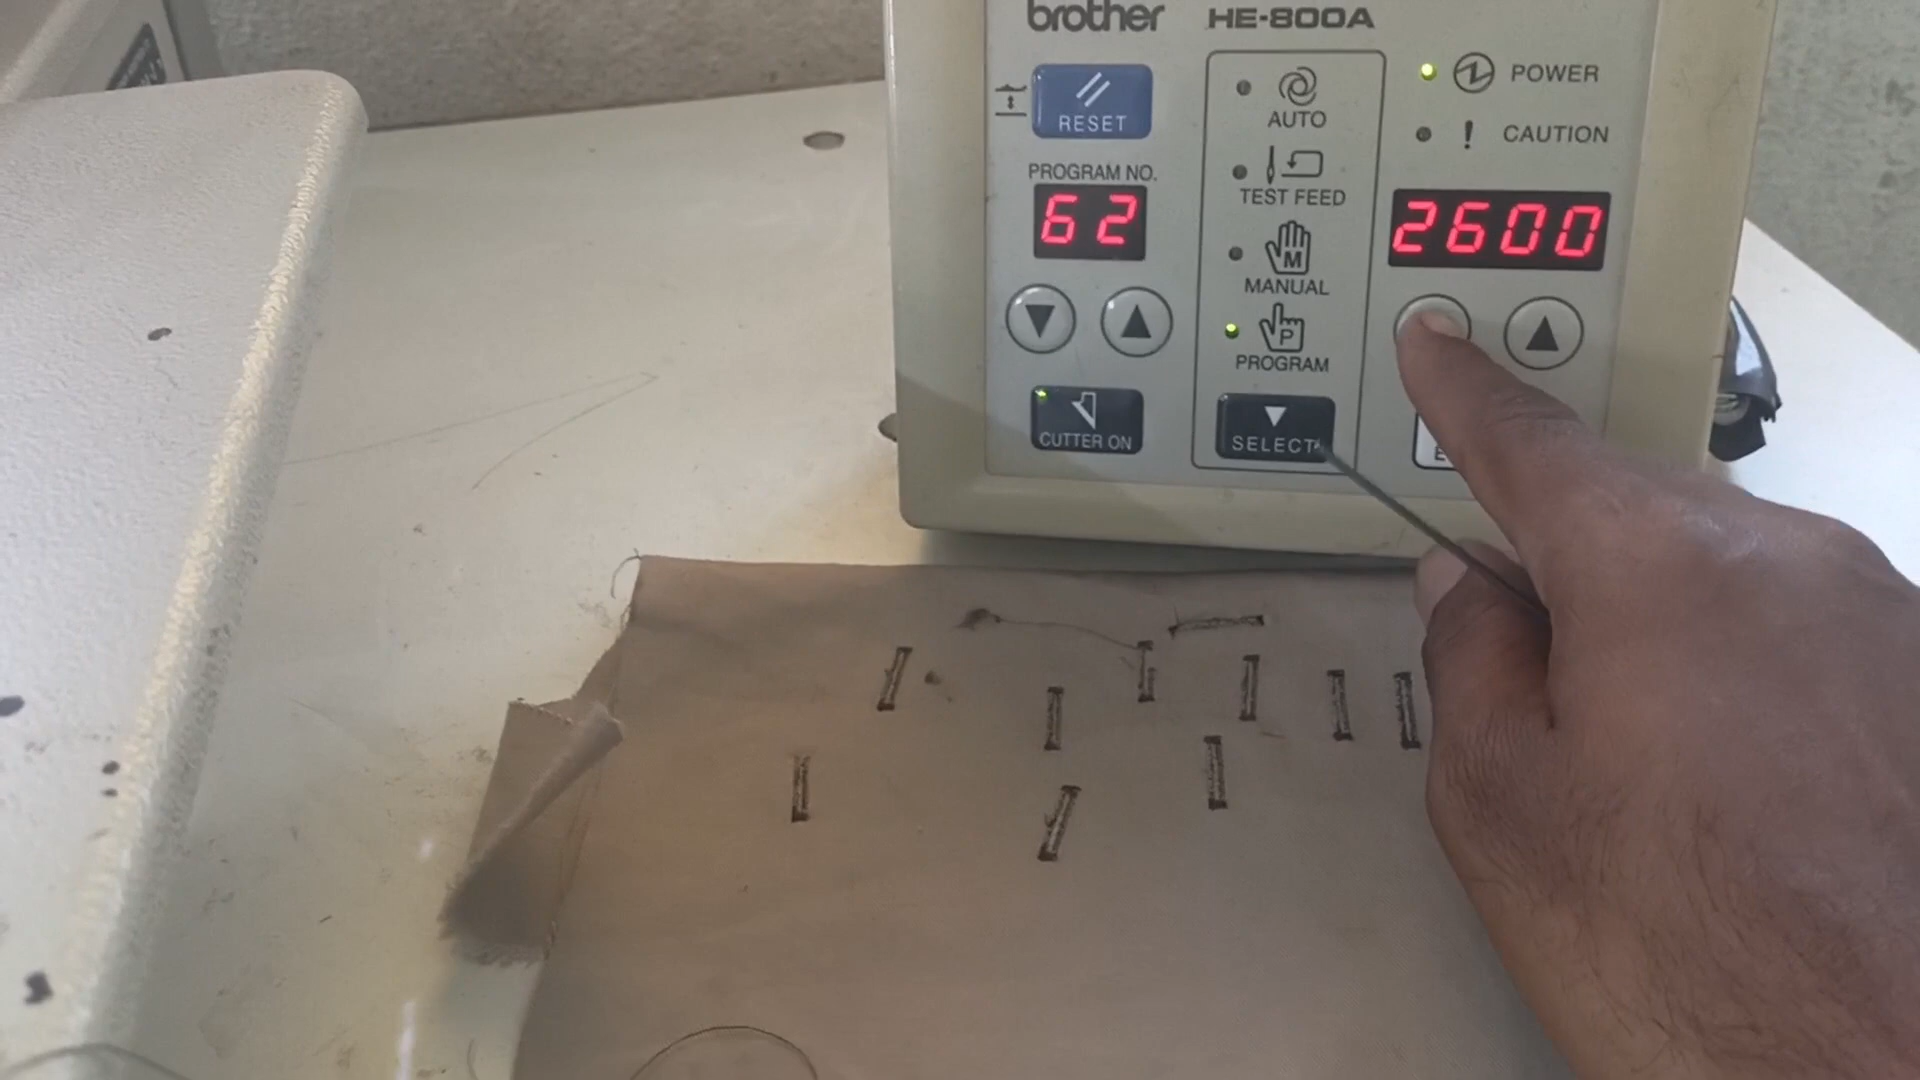 brother HE-800A
RESET
PROGRAM NO.
62
CUTTER ON
AUTO
TEST FEED
M
MANUAL
P
PROGRAM
SELECT
POWER
! CAUTION
2600